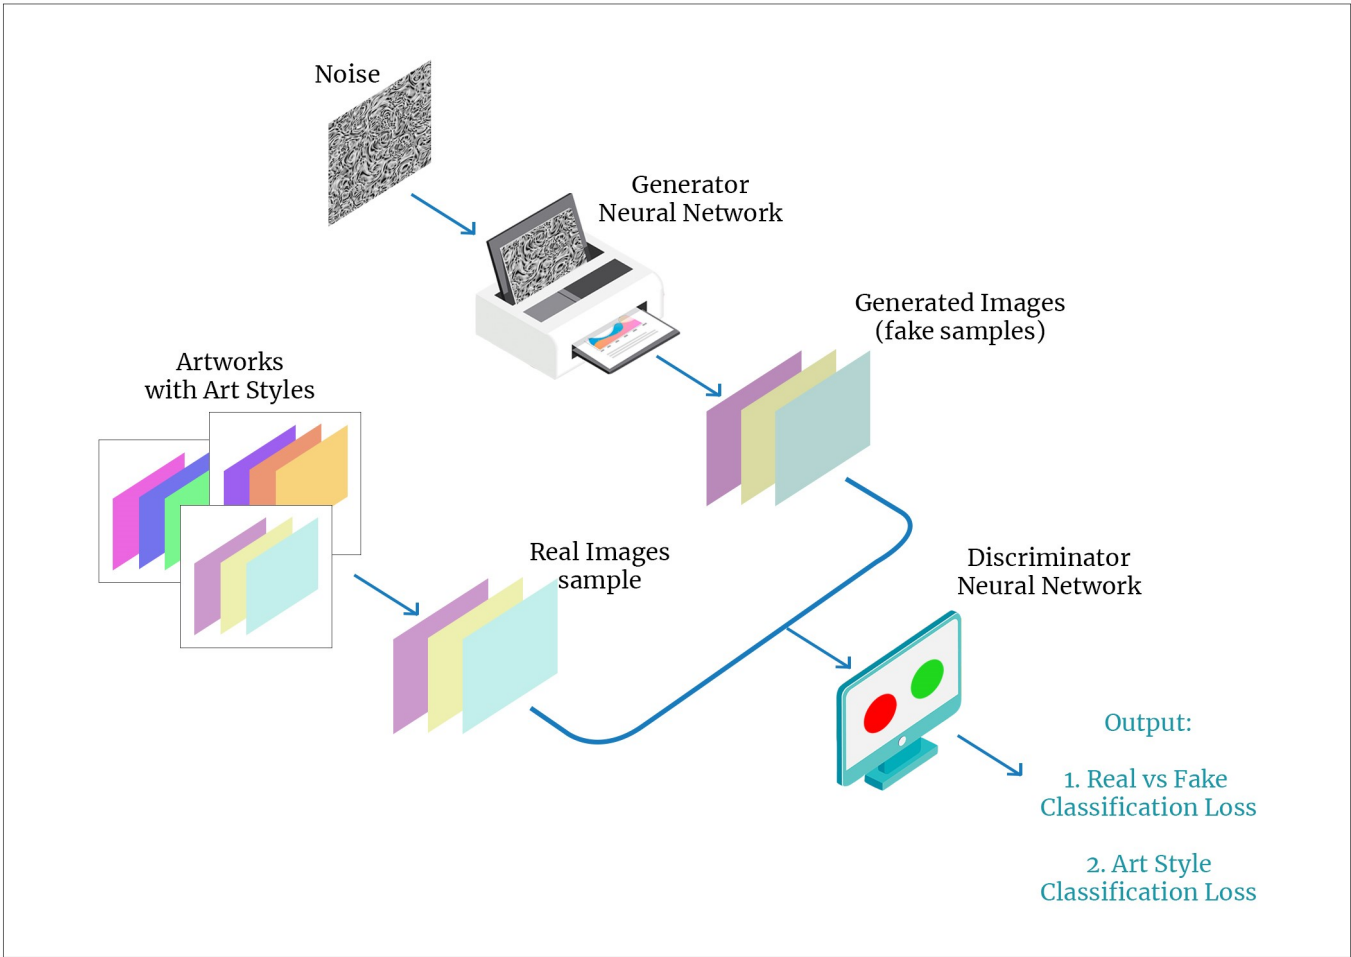 Noise
Generator
Neural Network
Generated Images
(fake samples)
Artworks
with Art Styles
Real Images
sample
Discriminator
Neural Network
Output:
1. Real vs Fake
Classification Loss
2. Art Style
Classification Loss